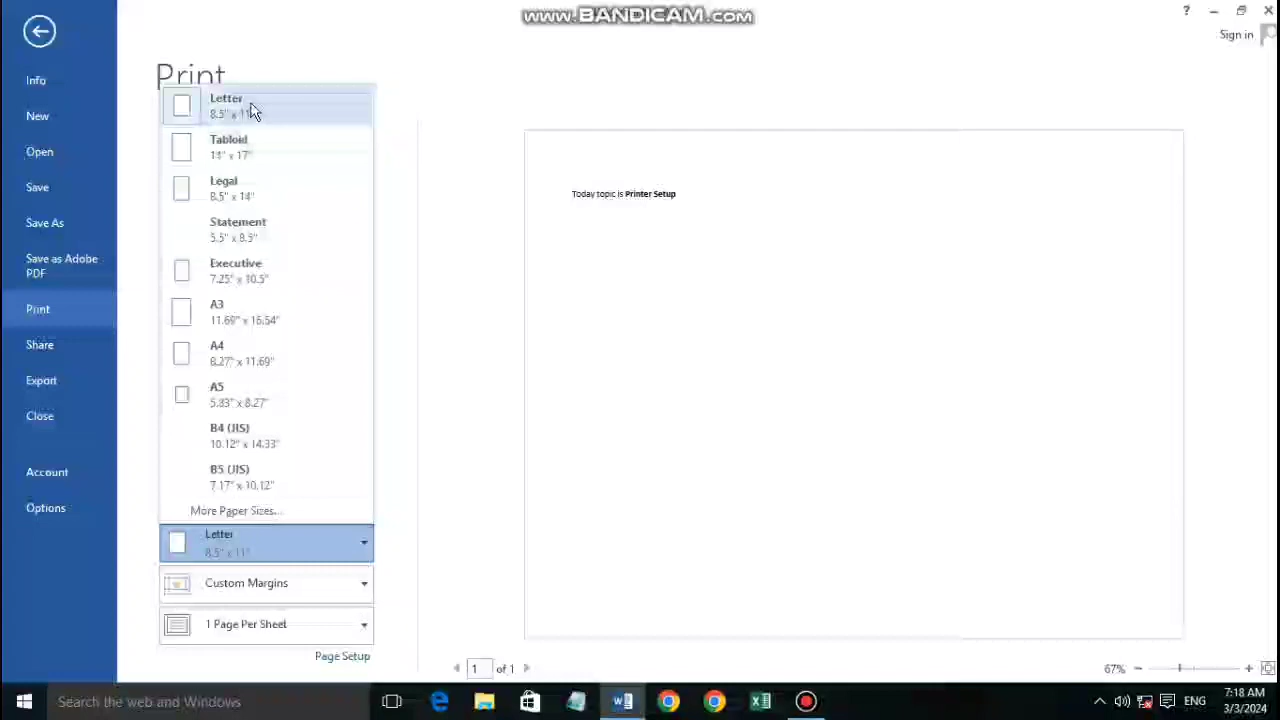 www.BANDICAM.com
?
Sign in
Info
New
Open
Save
Save As
Save as Adobe
PDF
Print
Share
Export
Close
Account
Options
Print
Letter
8.5" x 11"
Tabloid
11" x 17"
Legal
8.5" x 14"
Statement
5.5" x 8.5"
Executive
7.25" x 10.5"
A3
11.69" x 16.54"
A4
8.27" x 11.69"
A5
5.83" x 8.27"
B4 (JIS)
10.12" x 14.33"
B5 (JIS)
7.17" x 10.12"
More Paper Sizes...
Letter
8.5" x 11"
Custom Margins
1 Page Per Sheet
Page Setup
Today topic is Printer Setup
1 of 1
67%
Search the web and Windows
ENG
7:18 AM
3/3/2024